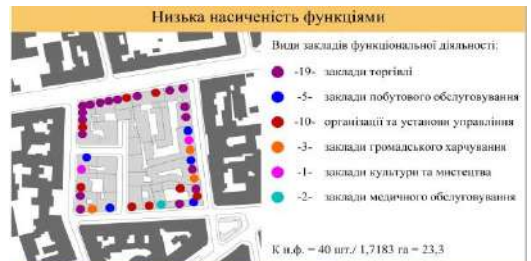 Низька насиченість функціями
Види закладів функціональної діяльності:
-19- заклади торгівлі
-5- заклади побутового обслуговування
-10- організації та установи управління
-3- заклади громадського харчування
-1- заклади культури та мистецтва
-2- заклади медичного обслуговування
К н.ф. = 40 шт./ 1,7183 га = 23,3